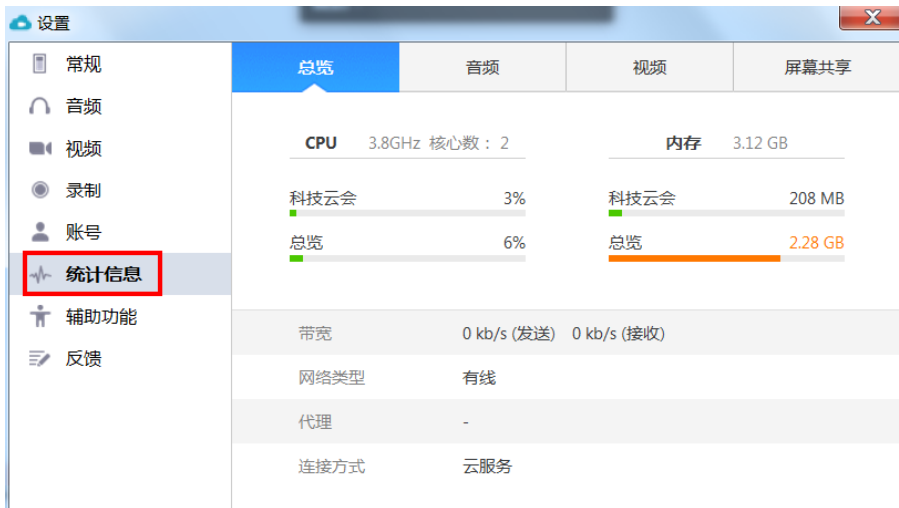 设置
常规
音频
视频
录制
账号
统计信息
辅助功能
反馈
总览 音频 视频 屏幕共享
CPU 3.8GHz 核心数：2 内存 3.12 GB
科技云会 3% 科技云会 208 MB
总览 6% 总览 2.28 GB
带宽 0 kb/s (发送) 0 kb/s (接收)
网络类型 有线
代理 -
连接方式 云服务